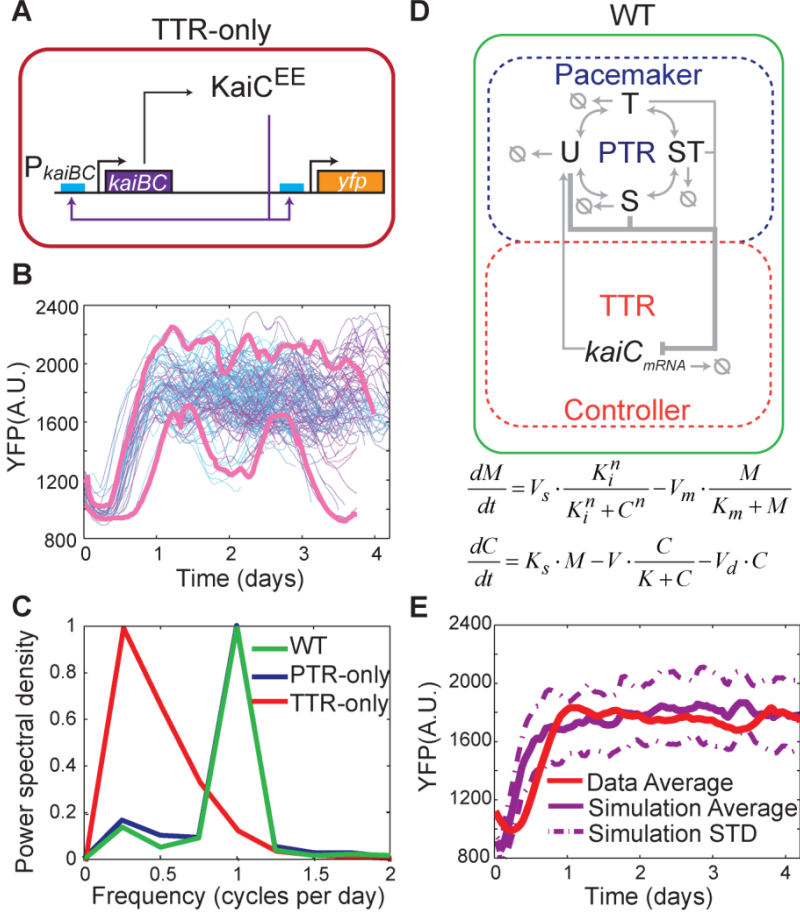 A
TTR-only
KaiC^EE
P_kaiBC
kaiBC
yfp
B
YFP(A.U.)
2400
2000
1600
1200
800
0 1 2 3 4
Time (days)
C
Power spectral density
1
0.8
0.6
0.4
0.2
0
WT
PTR-only
TTR-only
0 0.5 1 1.5 2
Frequency (cycles per day)
D
WT
Pacemaker
∅ T
∅ U PTR ST
∅ S ∅
TTR
kaiC_mRNA ∅
Controller
dM/dt = V_s · K_i^n/(K_i^n + C^n) − V_m · M/(K_m + M)
dC/dt = K_s · M − V · C/(K + C) − V_d · C
E
YFP(A.U.)
2400
2000
1600
1200
800
Data Average
Simulation Average
Simulation STD
0 1 2 3 4
Time (days)